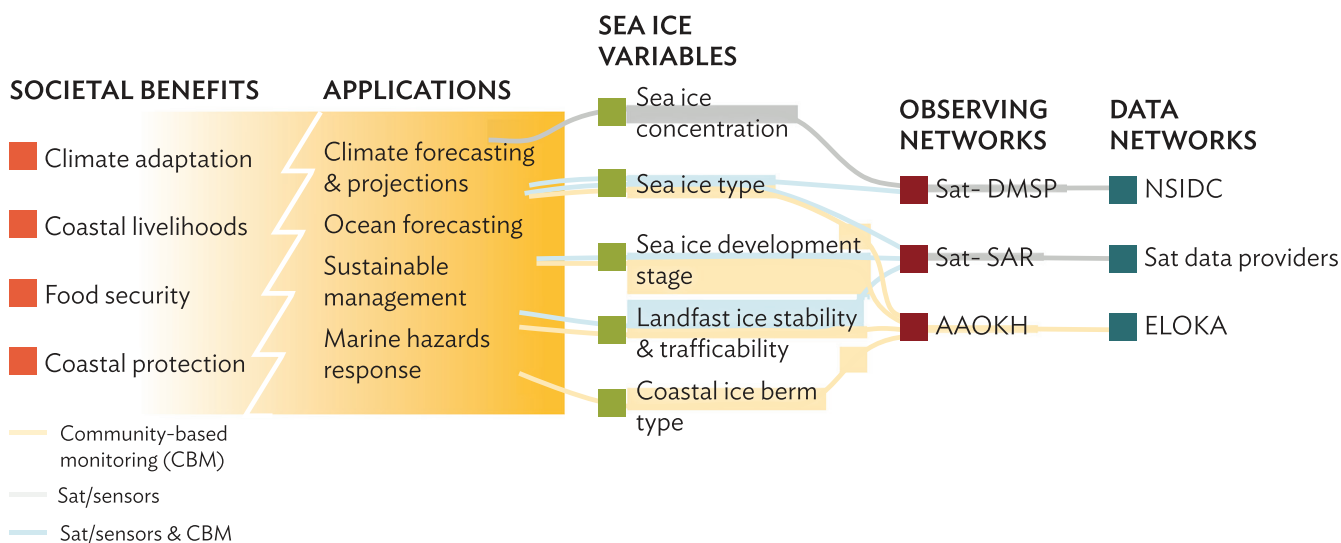 SOCIETAL BENEFITS
Climate adaptation
Coastal livelihoods
Food security
Coastal protection
APPLICATIONS
Climate forecasting
& projections
Ocean forecasting
Sustainable
management
Marine hazards
response
SEA ICE
VARIABLES
Sea ice
concentration
Sea ice type
Sea ice development
stage
Landfast ice stability
& trafficability
Coastal ice berm
type
OBSERVING
NETWORKS
Sat- DMSP
Sat- SAR
AAOKH
DATA
NETWORKS
NSIDC
Sat data providers
ELOKA
Community-based
monitoring (CBM)
Sat/sensors
Sat/sensors & CBM